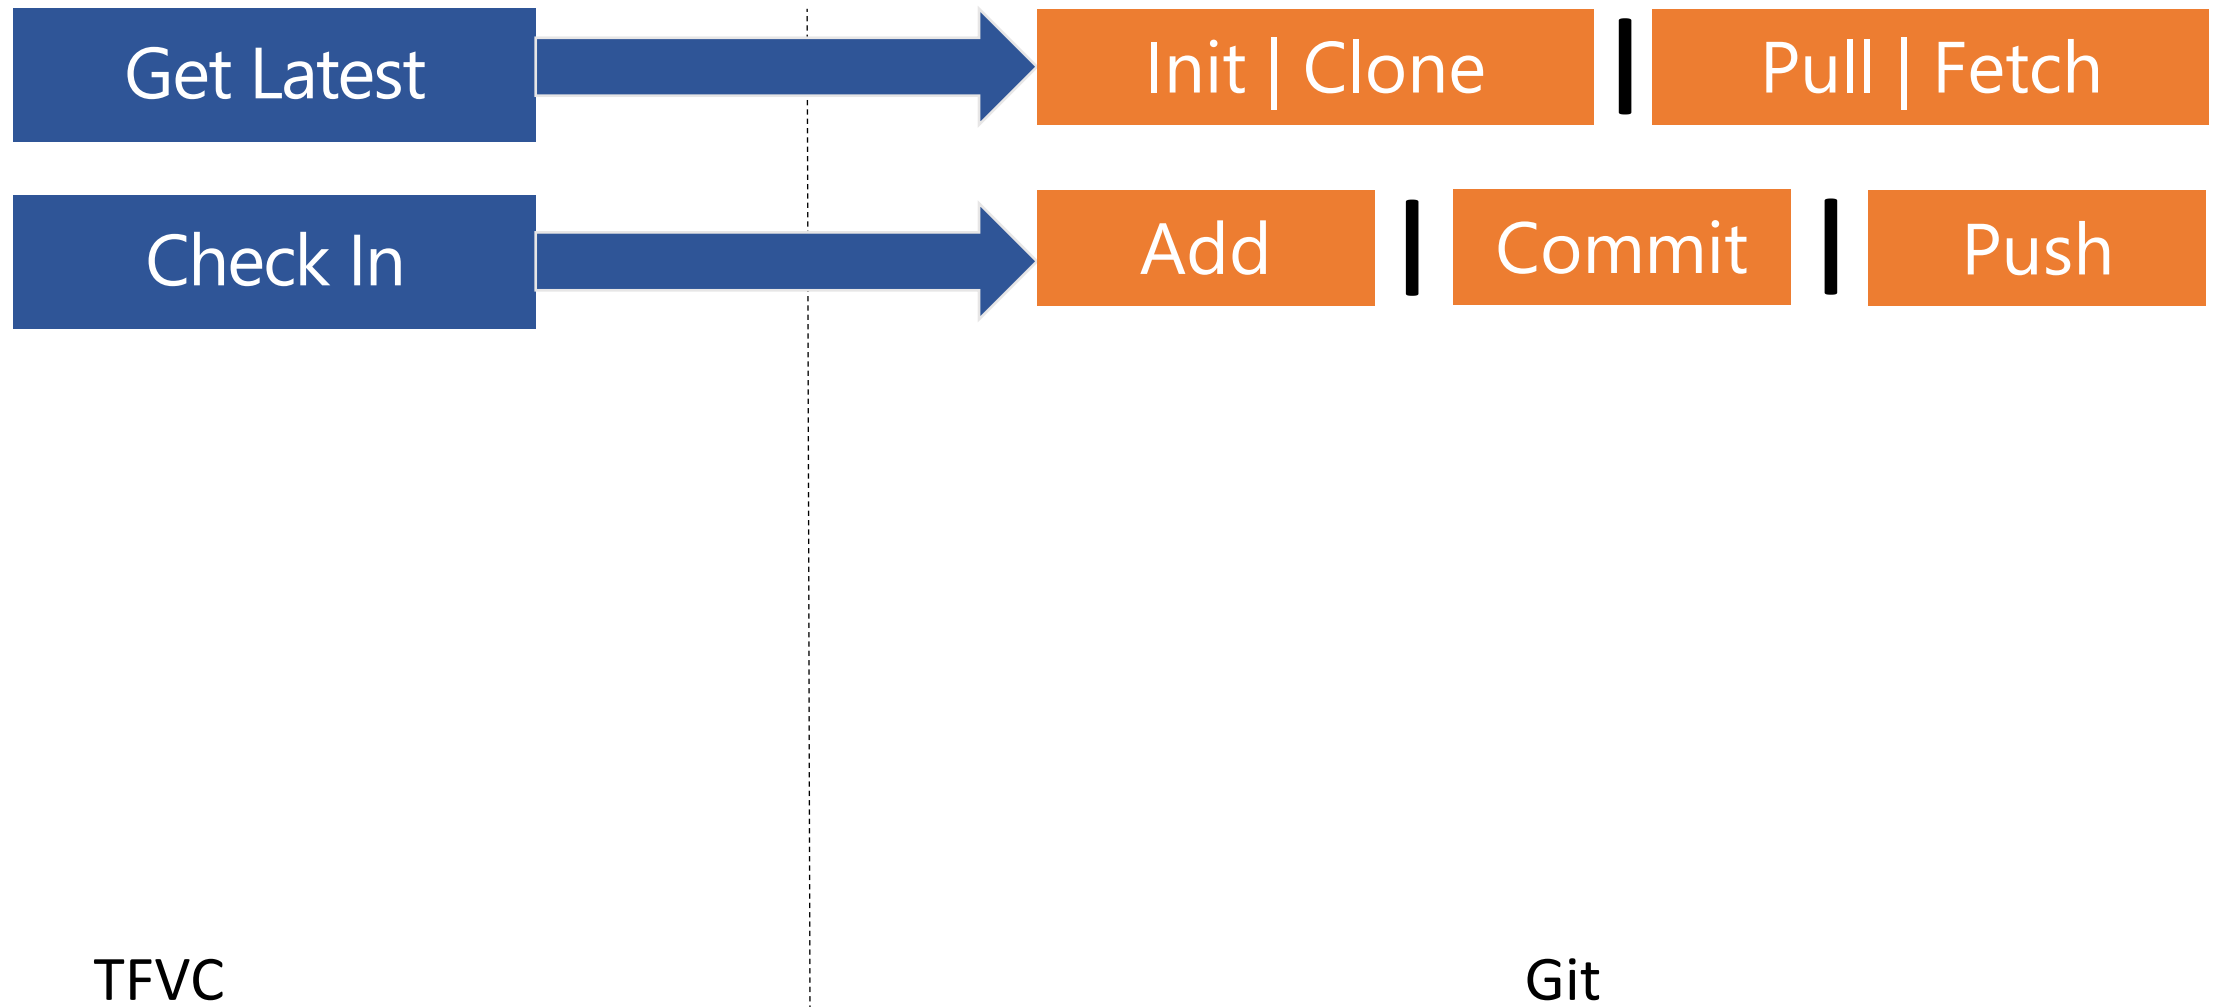 Get Latest
Init | Clone
Pull | Fetch
Check In
Add
Commit
Push
TFVC
Git